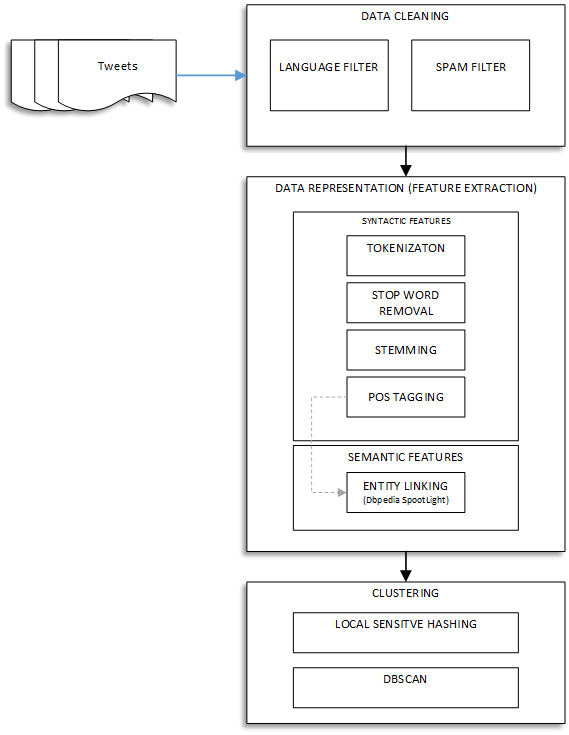 DATA CLEANING
Tweets
LANGUAGE FILTER
SPAM FILTER
DATA REPRESENTATION (FEATURE EXTRACTION)
SYNTACTIC FEATURES
TOKENIZATON
STOP WORD
REMOVAL
STEMMING
POS TAGGING
SEMANTIC FEATURES
ENTITY LINKING
(Dbpedia SpootLight)
CLUSTERING
LOCAL SENSITVE HASHING
DBSCAN